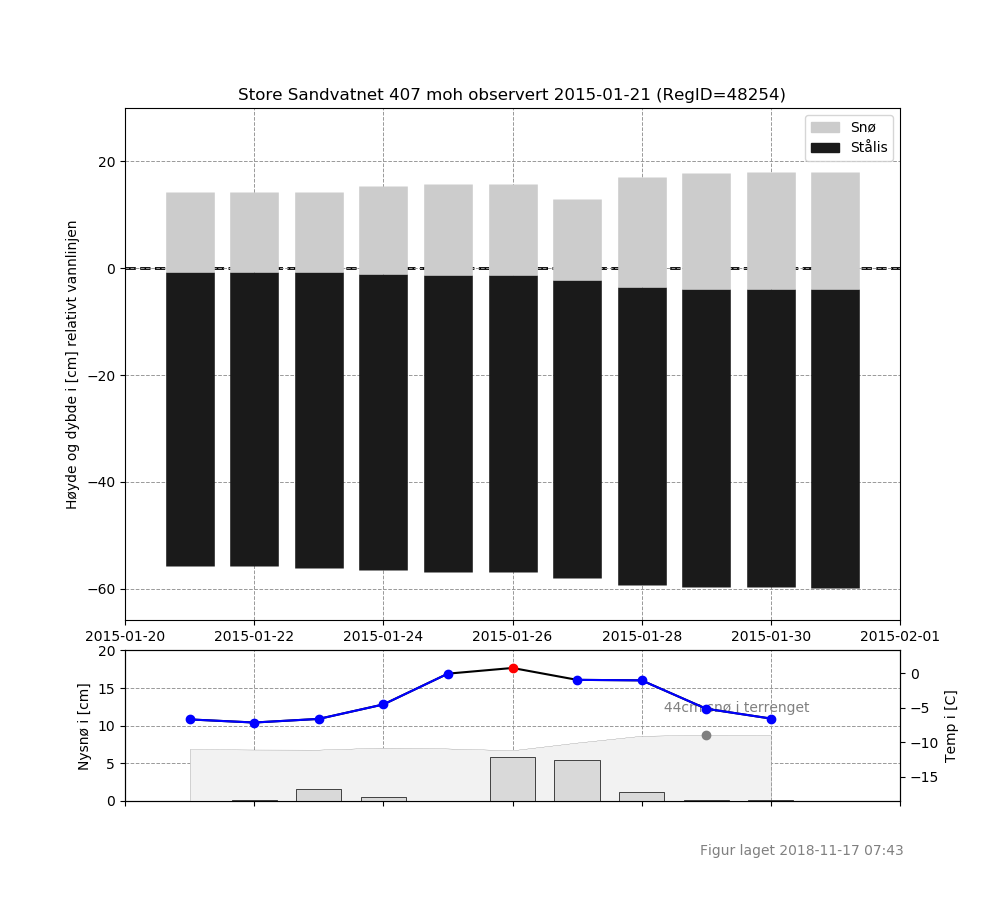 Store Sandvatnet 407 moh observert 2015-01-21 (RegID=48254)
Snø
Stålis
Høyde og dybde i [cm] relativt vannlinjen
20
0
−20
−40
−60
2015-01-20 2015-01-22 2015-01-24 2015-01-26 2015-01-28 2015-01-30 2015-02-01
Nysnø i [cm]
20
15
10
5
0
44cm snø i terrenget
0
−5
−10
−15
Temp i [C]
Figur laget 2018-11-17 07:43